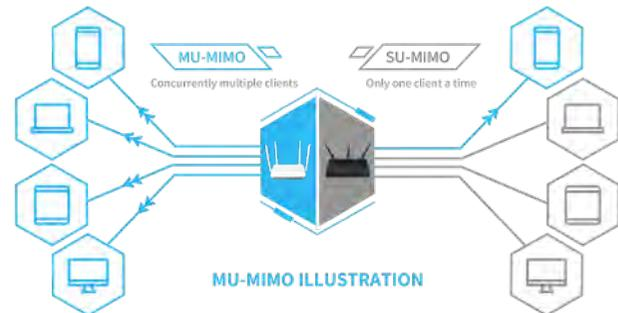 MU-MIMO
Concurrently multiple clients
SU-MIMO
Only one client a time
MU-MIMO ILLUSTRATION